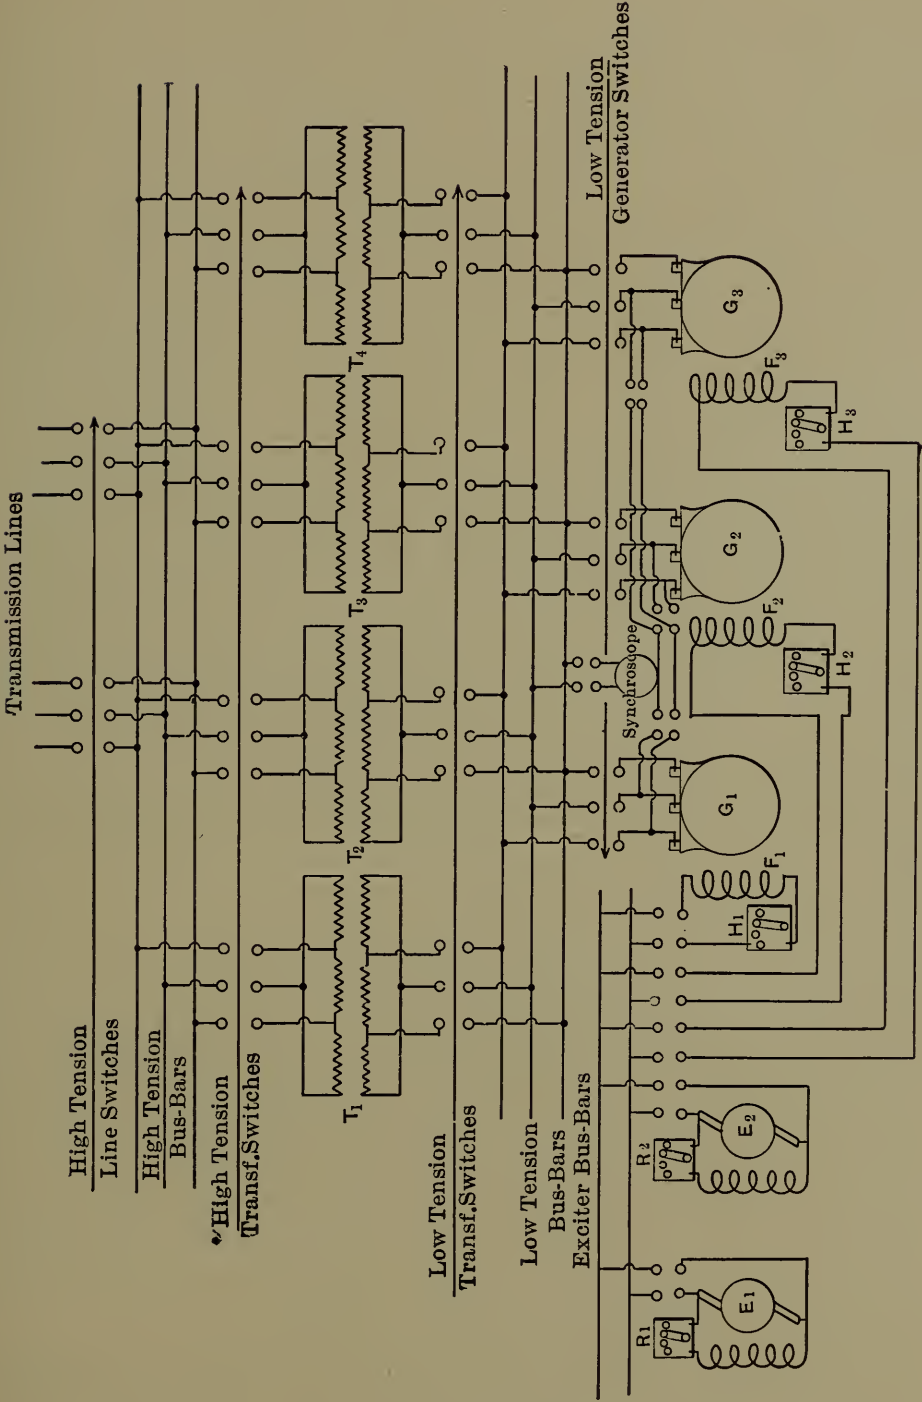 Transmission Lines
High Tension
Line Switches
High Tension
Bus-Bars
High Tension
Transf.Switches
T1
T2
T3
T4
Low Tension
Transf.Switches
Low Tension
Bus-Bars
Exciter Bus-Bars
Low Tension
Generator Switches
Synchroscope
G1
G2
G3
F1
F2
F3
H1
H2
H3
R1
R2
E1
E2